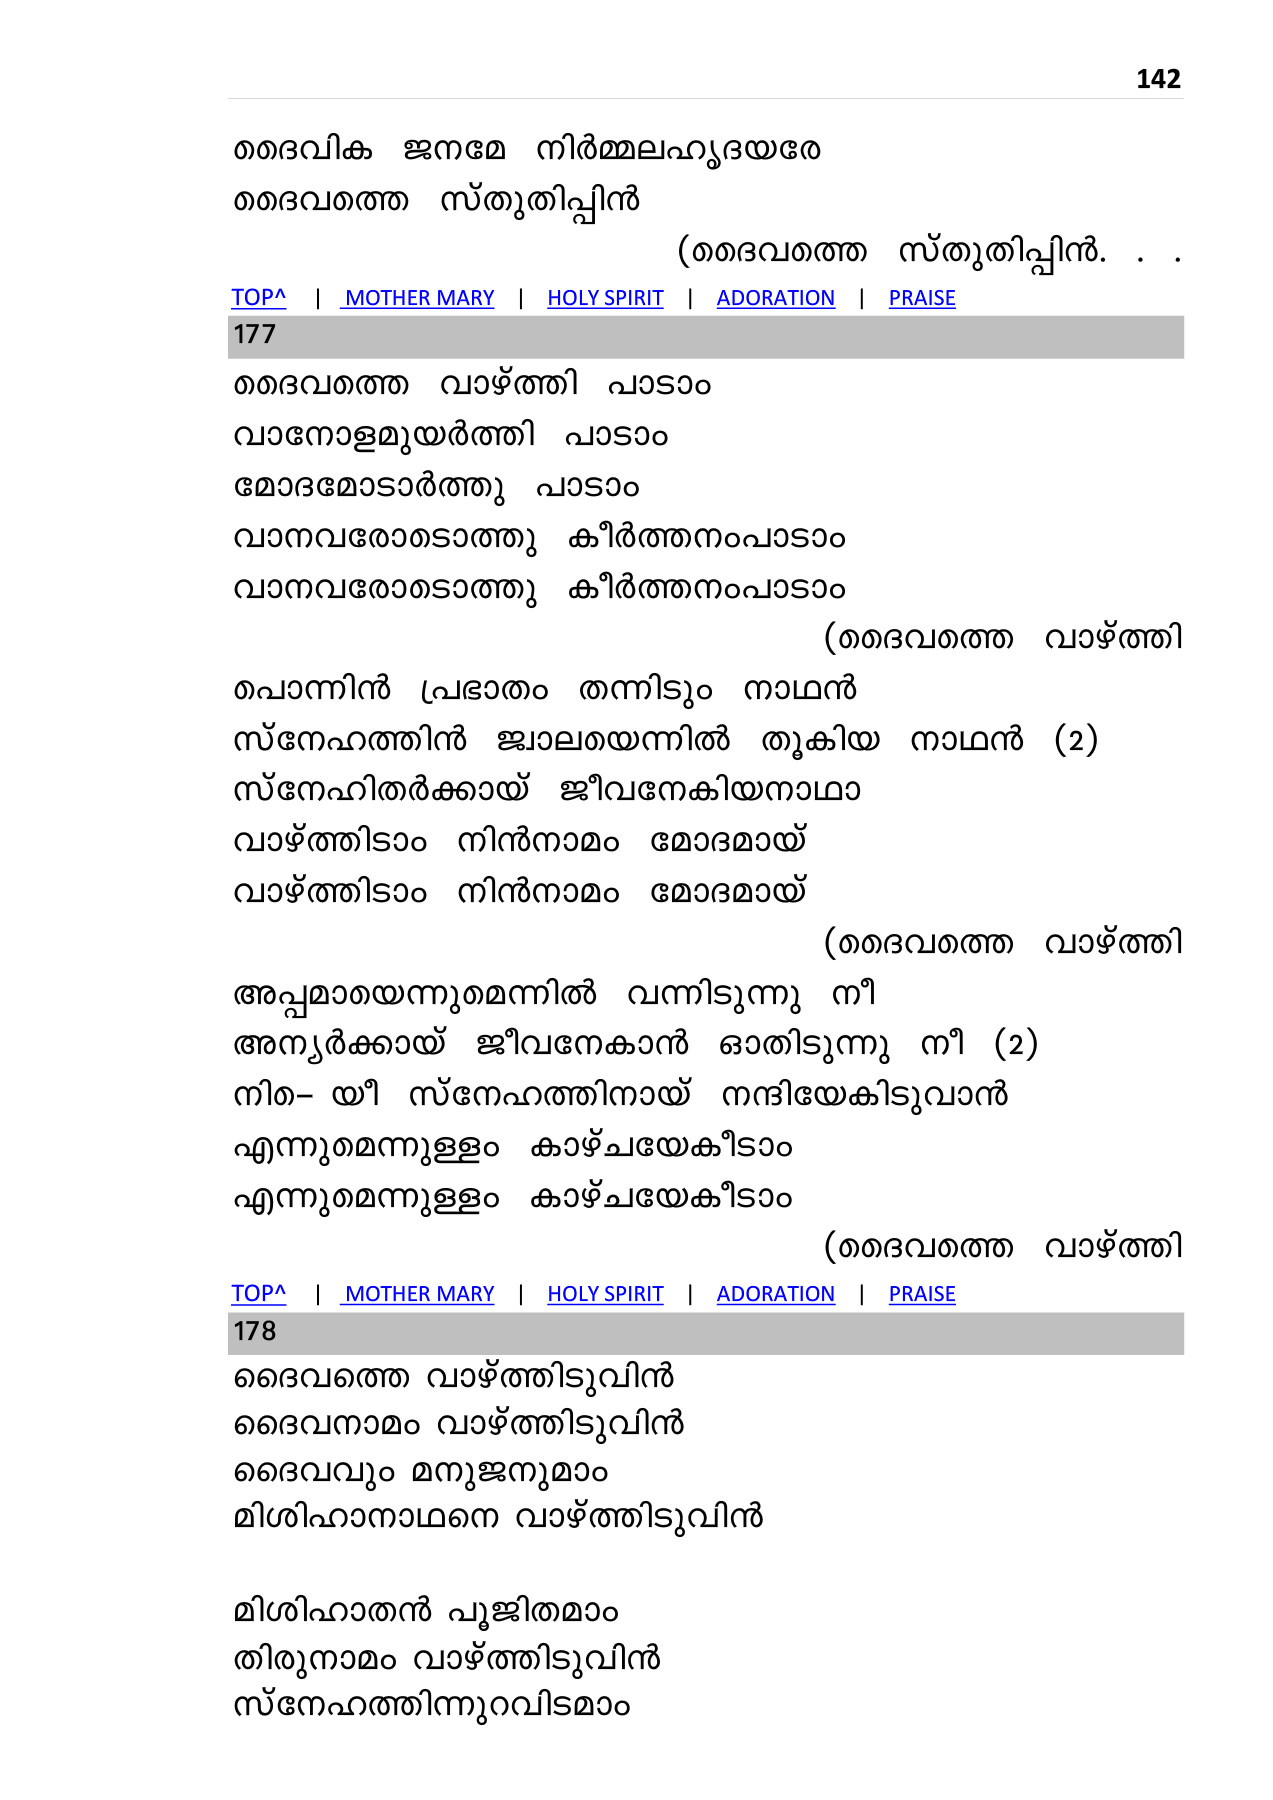 142
ദൈവിക ജനമേ നിർമ്മലഹൃദയരേ
ദൈവത്തെ സ്തുതിപ്പിൻ
(ദൈവത്തെ സ്തുതിപ്പിൻ. . .
TOP^ | MOTHER MARY | HOLY SPIRIT | ADORATION | PRAISE
177
ദൈവത്തെ വാഴ്ത്തി പാടാം
വാനോളമുയർത്തി പാടാം
മോദമോടാർത്തു പാടാം
വാനവരോടൊത്തു കീർത്തനംപാടാം
വാനവരോടൊത്തു കീർത്തനംപാടാം
(ദൈവത്തെ വാഴ്ത്തി
പൊന്നിൻ പ്രഭാതം തന്നിടും നാഥൻ
സ്നേഹത്തിൻ ജ്വാലയെന്നിൽ തൂകിയ നാഥൻ (2)
സ്നേഹിതർക്കായ് ജീവനേകിയനാഥാ
വാഴ്ത്തിടാം നിൻനാമം മോദമായ്
വാഴ്ത്തിടാം നിൻനാമം മോദമായ്
(ദൈവത്തെ വാഴ്ത്തി
അപ്പമായെന്നുമെന്നിൽ വന്നിടുന്നു നീ
അന്യർക്കായ് ജീവനേകാൻ ഓതിടുന്നു നീ (2)
നിെ– യീ സ്നേഹത്തിനായ് നന്ദിയേകിടുവാൻ
എന്നുമെന്നുള്ളം കാഴ്ചയേകീടാം
എന്നുമെന്നുള്ളം കാഴ്ചയേകീടാം
(ദൈവത്തെ വാഴ്ത്തി
TOP^ | MOTHER MARY | HOLY SPIRIT | ADORATION | PRAISE
178
ദൈവത്തെ വാഴ്ത്തിടുവിൻ
ദൈവനാമം വാഴ്ത്തിടുവിൻ
ദൈവവും മനുജനുമാം
മിശിഹാനാഥനെ വാഴ്ത്തിടുവിൻ
മിശിഹാതൻ പൂജിതമാം
തിരുനാമം വാഴ്ത്തിടുവിൻ
സ്നേഹത്തിന്നുറവിടമാം